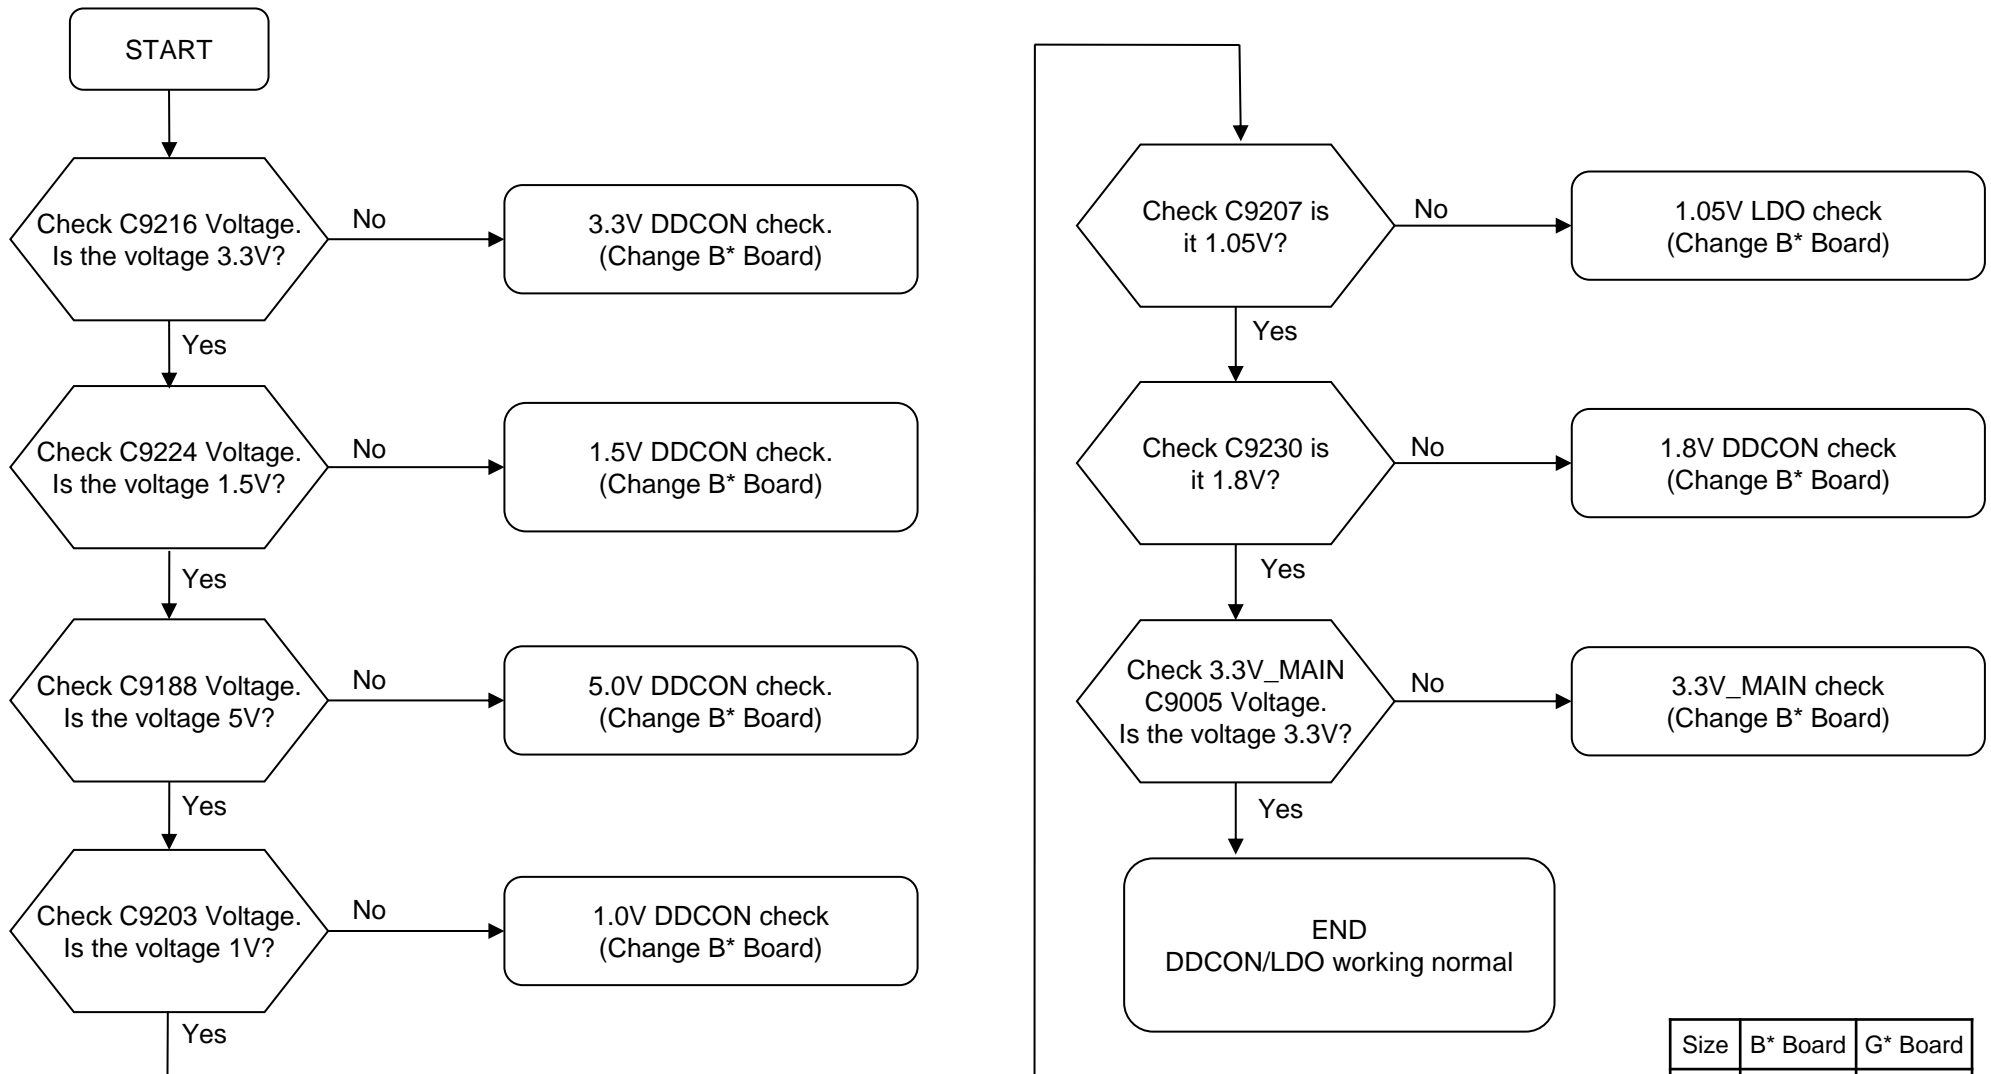 START
Check C9216 Voltage.
Is the voltage 3.3V?
No
3.3V DDCON check.
(Change B* Board)
Yes
Check C9224 Voltage.
Is the voltage 1.5V?
No
1.5V DDCON check.
(Change B* Board)
Yes
Check C9188 Voltage.
Is the voltage 5V?
No
5.0V DDCON check.
(Change B* Board)
Yes
Check C9203 Voltage.
Is the voltage 1V?
No
1.0V DDCON check
(Change B* Board)
Yes
Check C9207 is
it 1.05V?
No
1.05V LDO check
(Change B* Board)
Yes
Check C9230 is
it 1.8V?
No
1.8V DDCON check
(Change B* Board)
Yes
Check 3.3V_MAIN
C9005 Voltage.
Is the voltage 3.3V?
No
3.3V_MAIN check
(Change B* Board)
Yes
END
DDCON/LDO working normal
Size B* Board G* Board